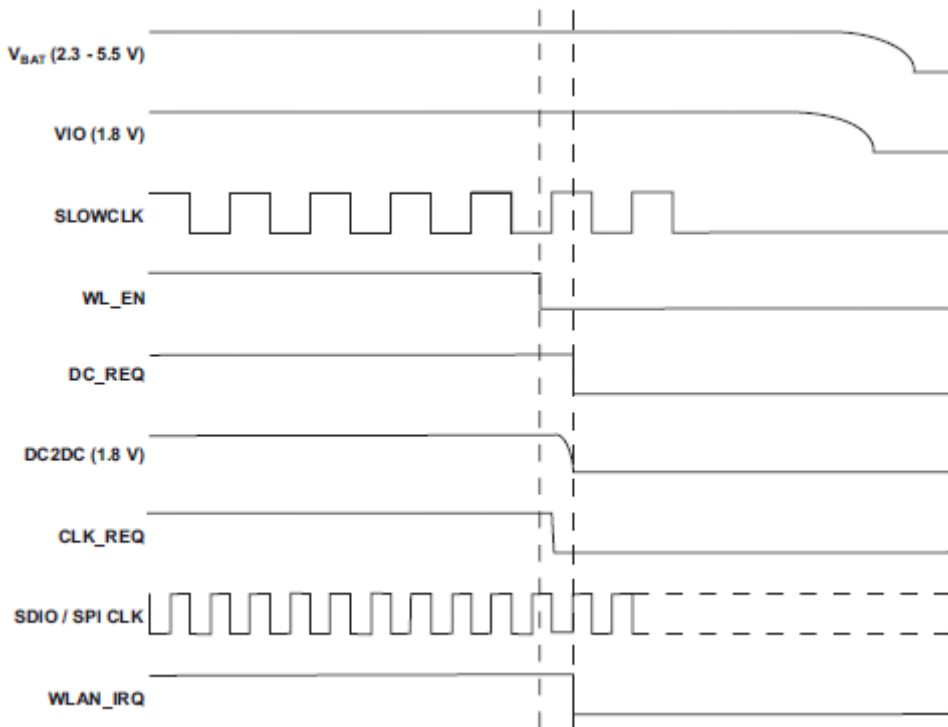 VBAT (2.3 - 5.5 V)
VIO (1.8 V)
SLOWCLK
WL_EN
DC_REQ
DC2DC (1.8 V)
CLK_REQ
SDIO / SPI CLK
WLAN_IRQ